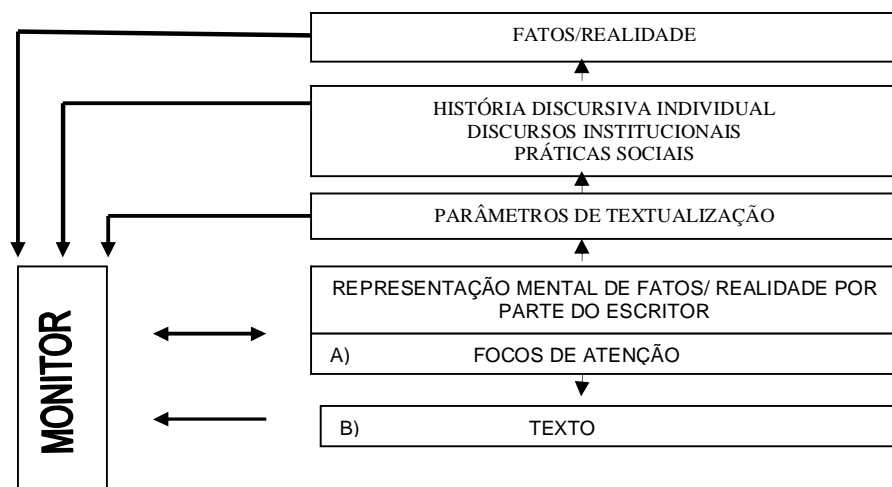 FATOS/REALIDADE
HISTÓRIA DISCURSIVA INDIVIDUAL
DISCURSOS INSTITUCIONAIS
PRÁTICAS SOCIAIS
PARÂMETROS DE TEXTUALIZAÇÃO
REPRESENTAÇÃO MENTAL DE FATOS/ REALIDADE POR
PARTE DO ESCRITOR
A) FOCOS DE ATENÇÃO
B) TEXTO
MONITOR